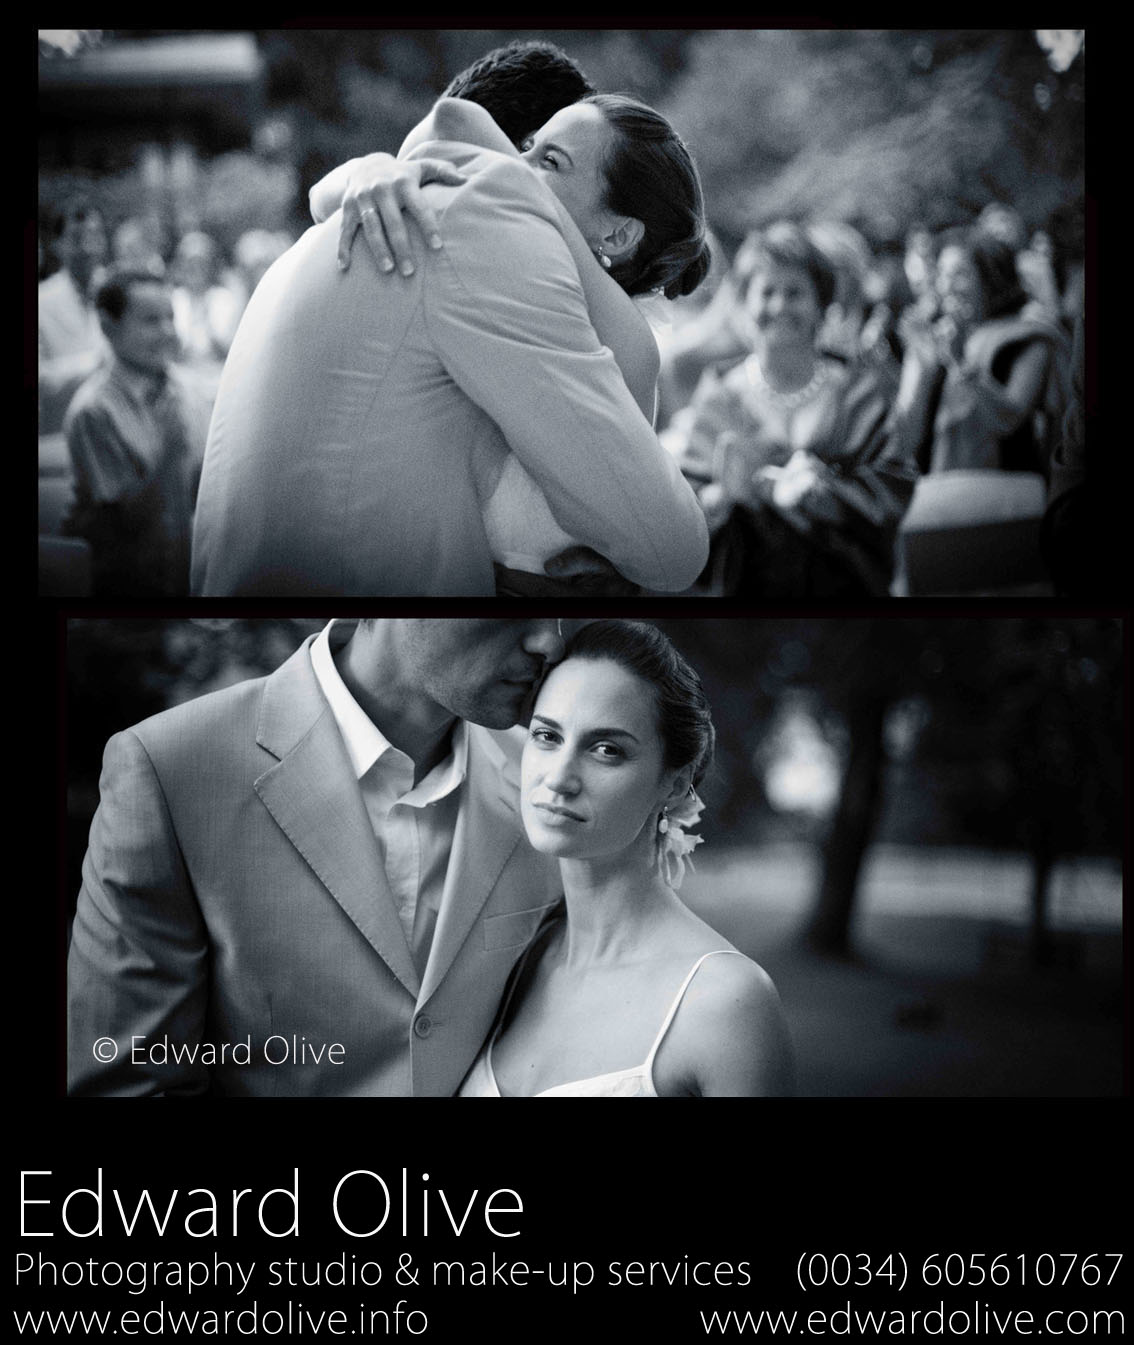 © Edward Olive
Edward Olive
Photography studio & make-up services (0034) 605610767
www.edwardolive.info www.edwardolive.com